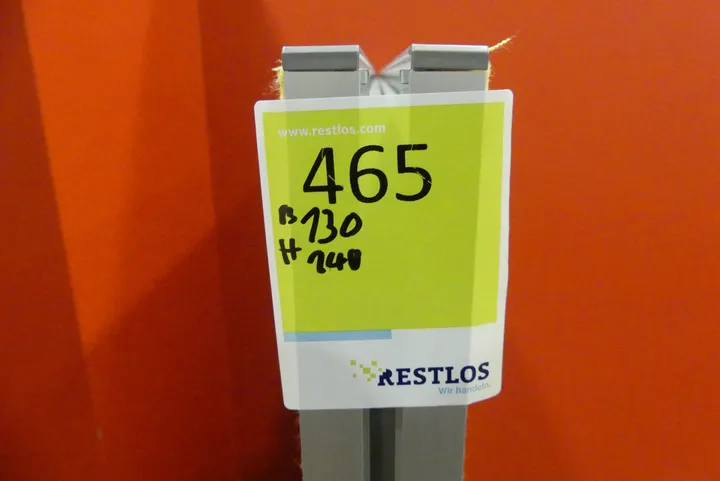 www.restlos.com
465
B 130
H 240
RESTLOS
Wir handeln.